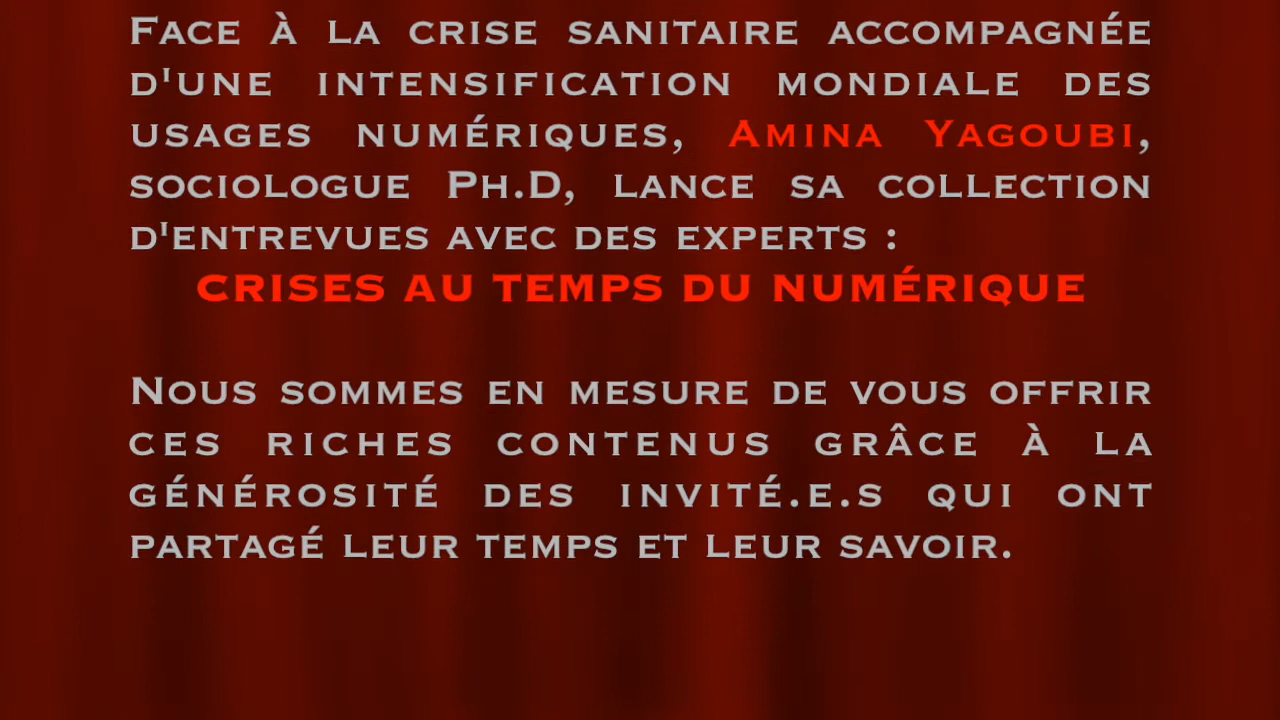 Face à la crise sanitaire accompagnée
d'une intensification mondiale des
usages numériques, Amina Yagoubi,
sociologue Ph.D, lance sa collection
d'entrevues avec des experts :
CRISES AU TEMPS DU NUMÉRIQUE
Nous sommes en mesure de vous offrir
ces riches contenus grâce à la
générosité des invité.e.s qui ont
partagé leur temps et leur savoir.